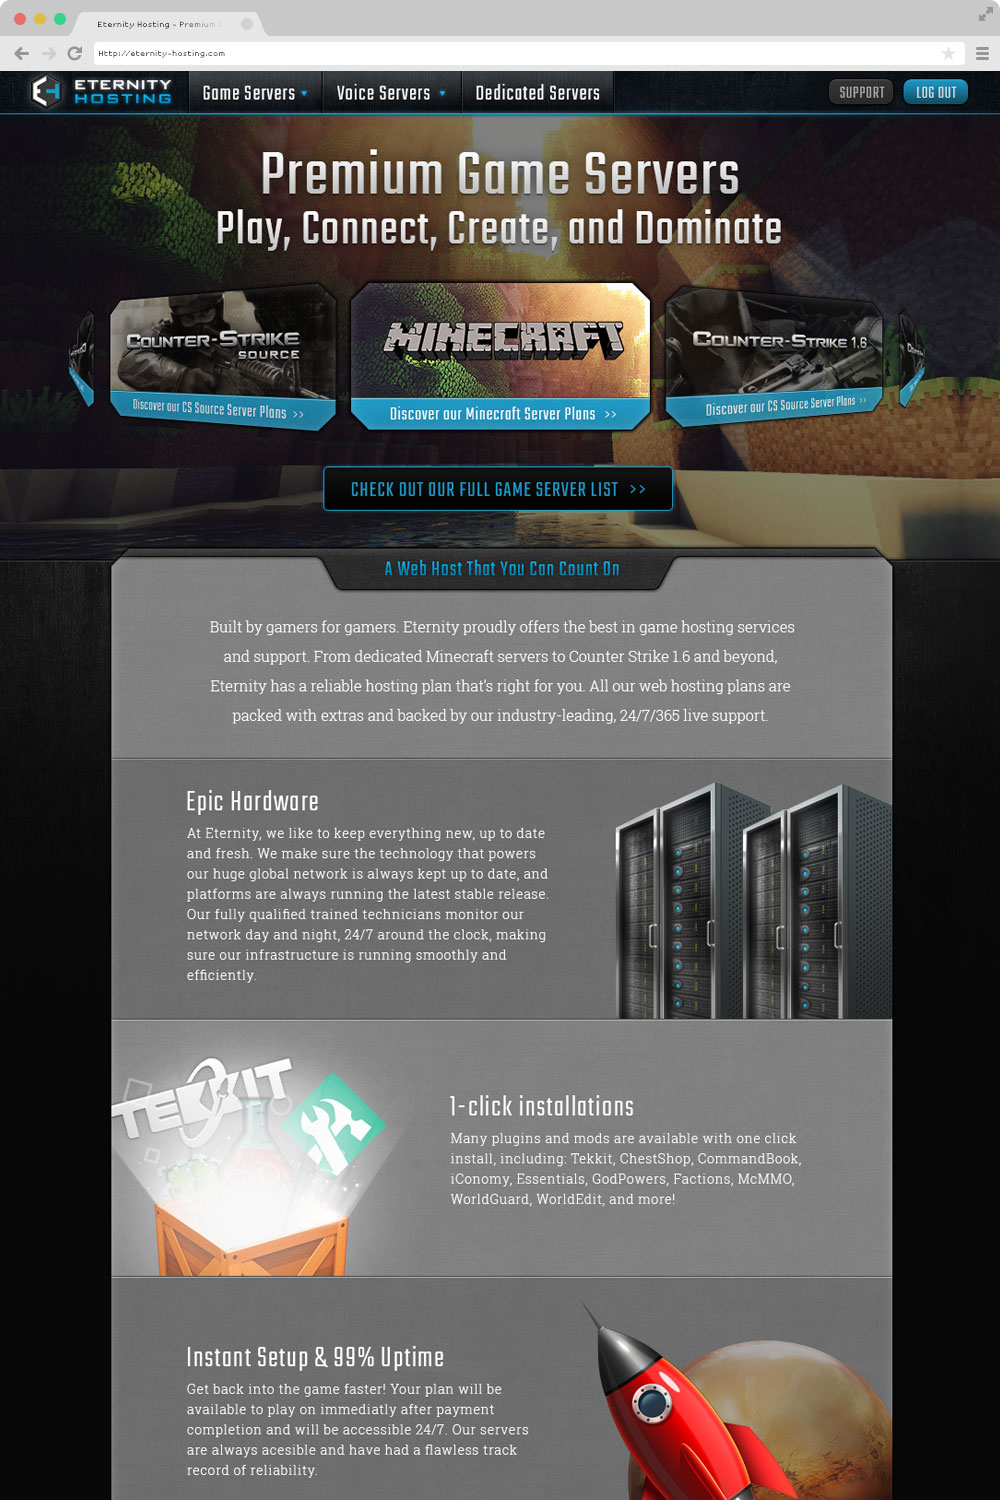 Eternity Hosting - Premium
Http://eternity-hosting.com
ETERNITY
HOSTING
Game Servers
Voice Servers
Dedicated Servers
SUPPORT
LOG OUT
Premium Game Servers
Play, Connect, Create, and Dominate
COUNTER-STRIKE
SOURCE
Discover our CS Source Server Plans >>
MINECRAFT
Discover our Minecraft Server Plans >>
COUNTER-STRIKE 1.6
Discover our CS Source Server Plans >>
CHECK OUT OUR FULL GAME SERVER LIST >>
A Web Host That You Can Count On
Built by gamers for gamers. Eternity proudly offers the best in game hosting services
and support. From dedicated Minecraft servers to Counter Strike 1.6 and beyond,
Eternity has a reliable hosting plan that's right for you. All our web hosting plans are
packed with extras and backed by our industry-leading, 24/7/365 live support.
Epic Hardware
At Eternity, we like to keep everything new, up to date
and fresh. We make sure the technology that powers
our huge global network is always kept up to date, and
platforms are always running the latest stable release.
Our fully qualified trained technicians monitor our
network day and night, 24/7 around the clock, making
sure our infrastructure is running smoothly and
efficiently.
TEKKIT
1-click installations
Many plugins and mods are available with one click
install, including: Tekkit, ChestShop, CommandBook,
iConomy, Essentials, GodPowers, Factions, McMMO,
WorldGuard, WorldEdit, and more!
Instant Setup & 99% Uptime
Get back into the game faster! Your plan will be
available to play on immediatly after payment
completion and will be accessible 24/7. Our servers
are always acesible and have had a flawless track
record of reliability.